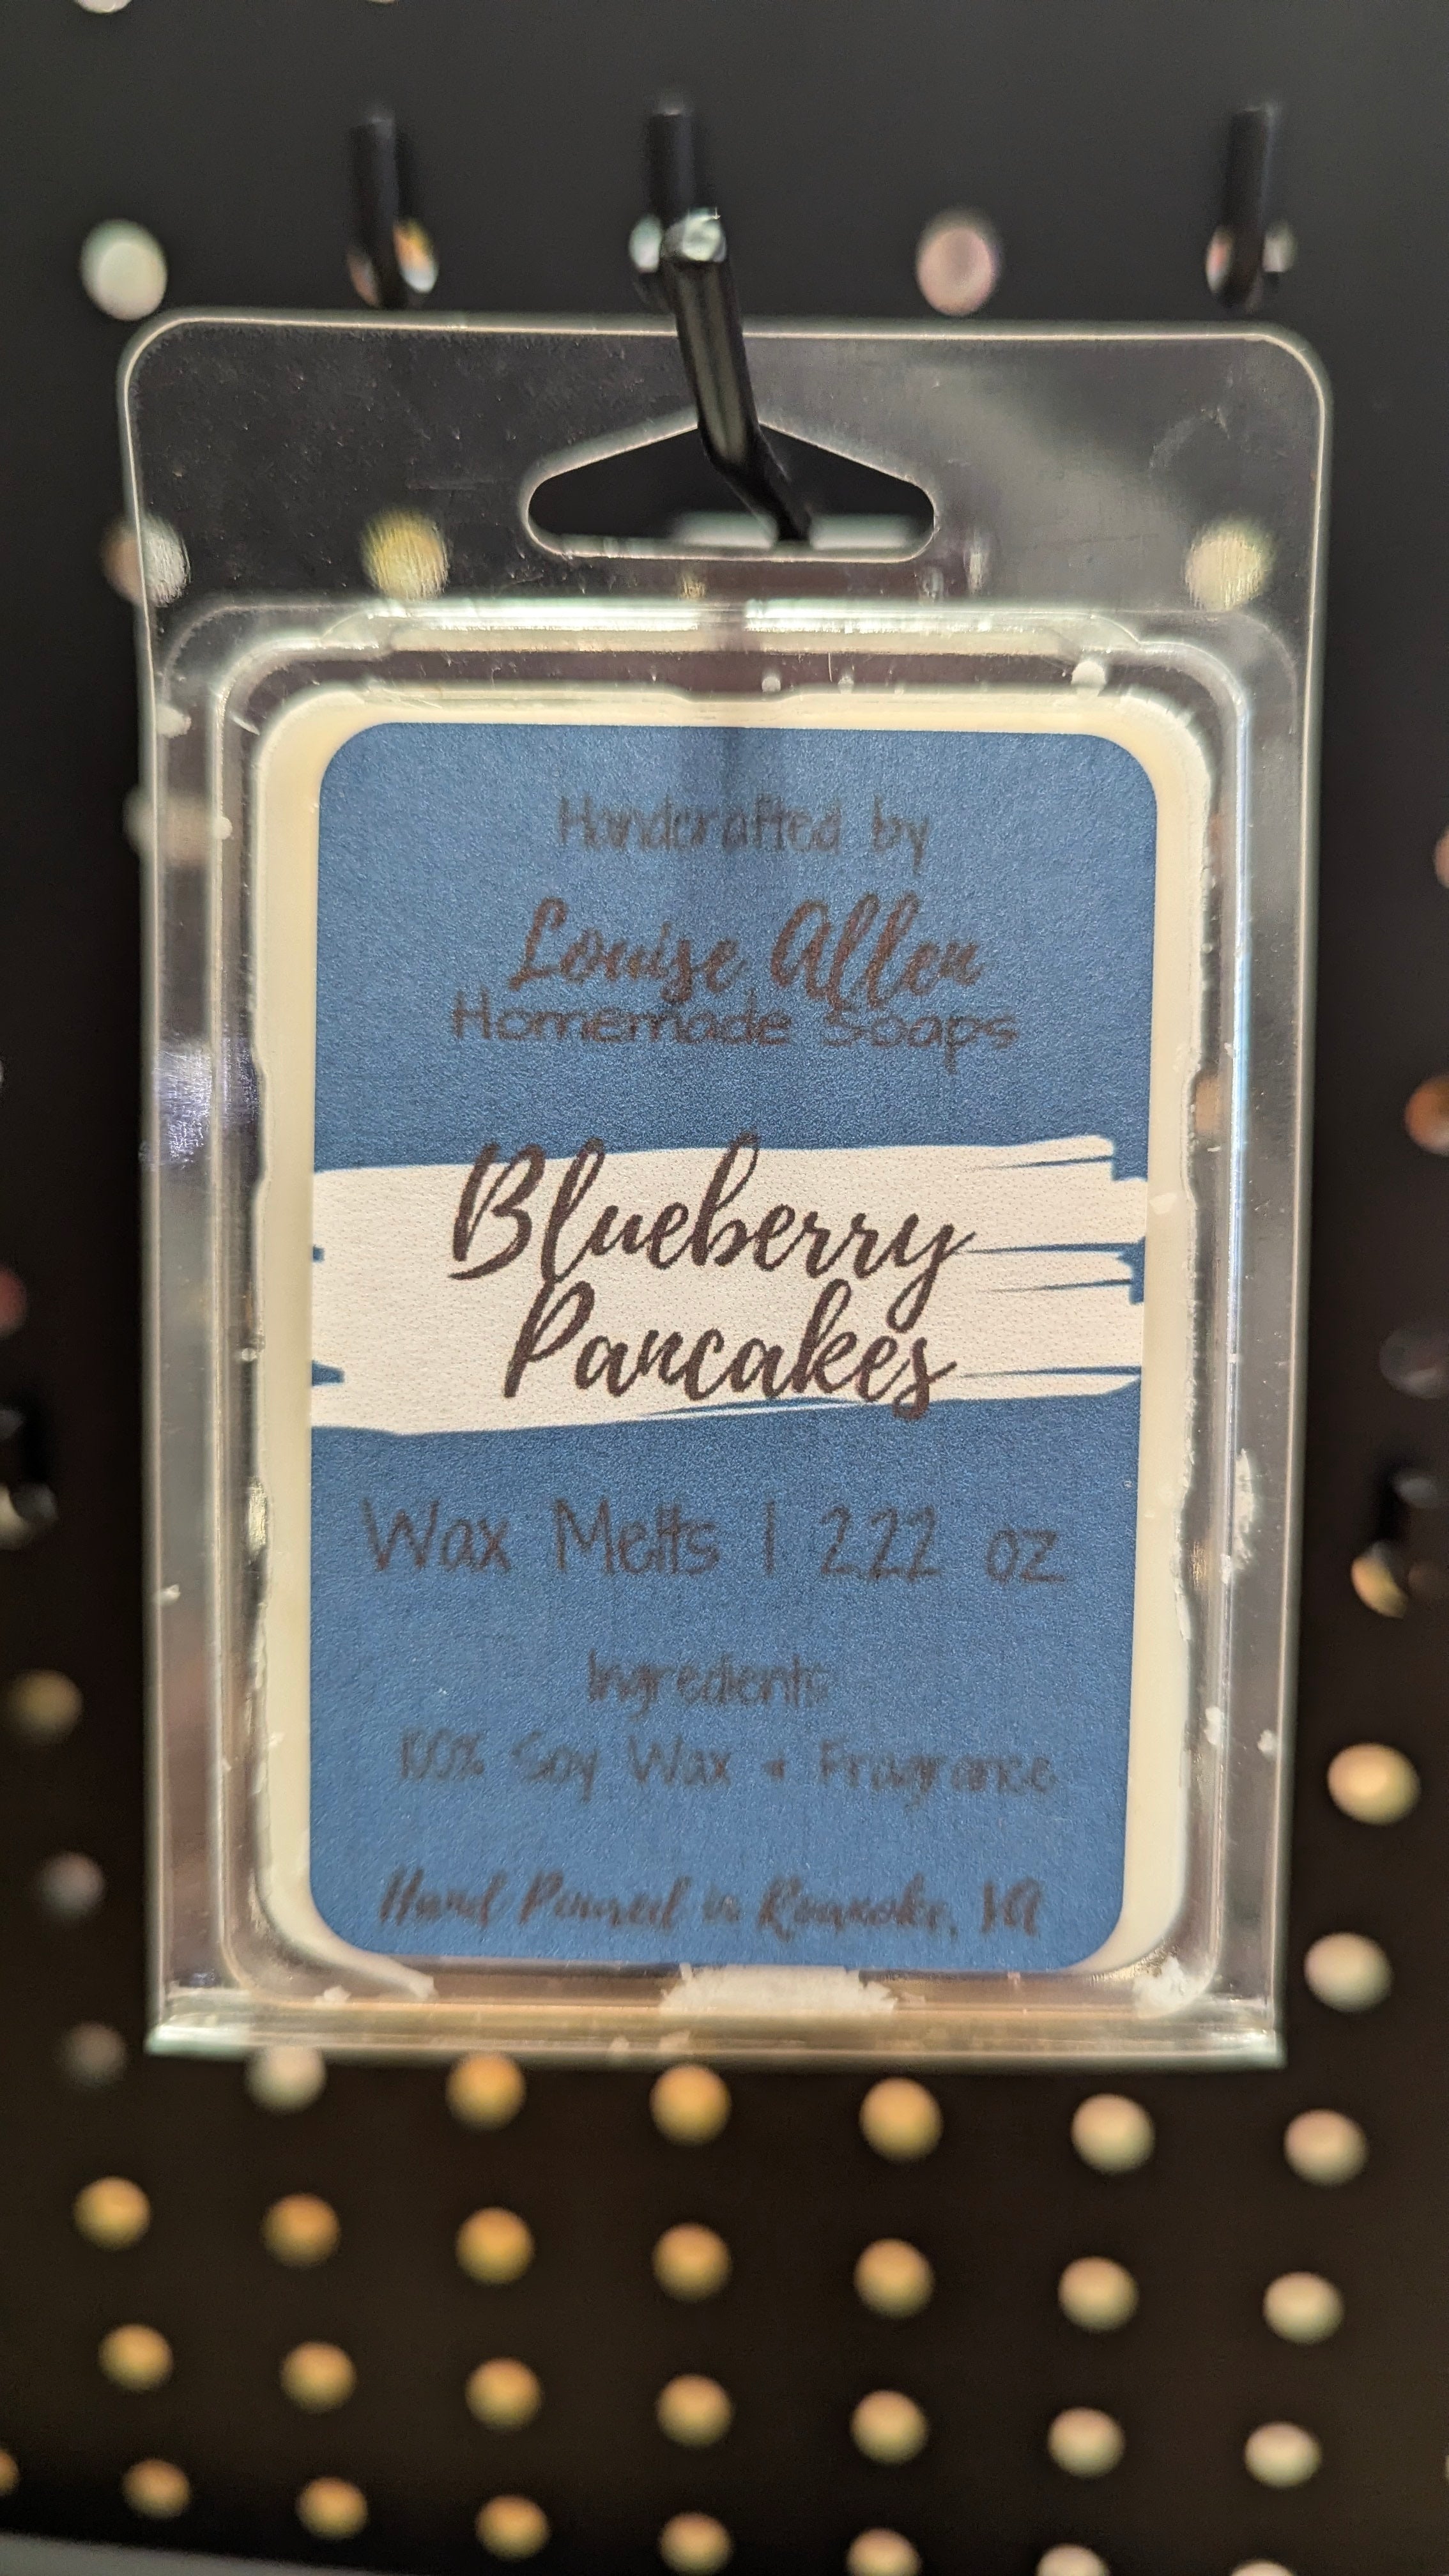 Handcrafted by
Louise Allen
Homemade Soaps
Blueberry
Pancakes
Wax Melts | 2.22 oz
Ingredients
100% Soy Wax + Fragrance
Hand Poured in Roanoke, VA